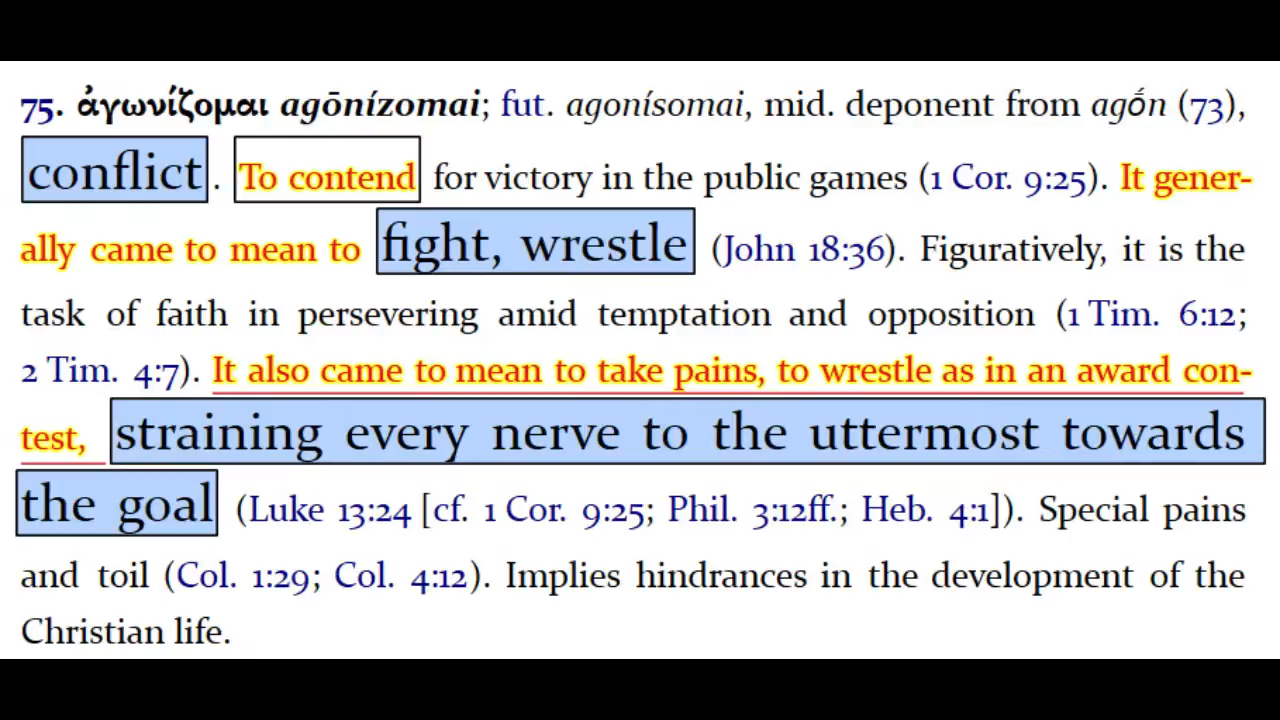 75. ἀγωνίζομαι agōnízomai; fut. agonísomai, mid. deponent from agṓn (73),
conflict. To contend for victory in the public games (1 Cor. 9:25). It gener-
ally came to mean to fight, wrestle (John 18:36). Figuratively, it is the
task of faith in persevering amid temptation and opposition (1 Tim. 6:12;
2 Tim. 4:7). It also came to mean to take pains, to wrestle as in an award con-
test, straining every nerve to the uttermost towards
the goal (Luke 13:24 [cf. 1 Cor. 9:25; Phil. 3:12ff.; Heb. 4:1]). Special pains
and toil (Col. 1:29; Col. 4:12). Implies hindrances in the development of the
Christian life.